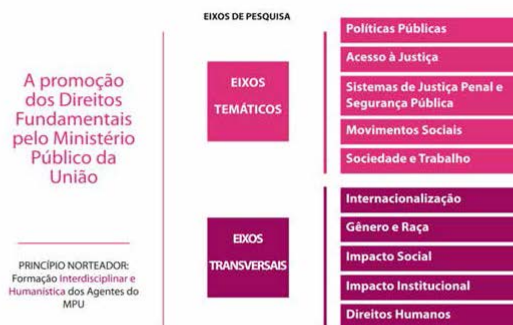 EIXOS DE PESQUISA
A promoção
dos Direitos
Fundamentais
pelo Ministério
Público da
União
PRINCÍPIO NORTEADOR:
Formação Interdisciplinar e
Humanística dos Agentes do
MPU
EIXOS
TEMÁTICOS
Políticas Públicas
Acesso à Justiça
Sistemas de Justiça Penal e
Segurança Pública
Movimentos Sociais
Sociedade e Trabalho
EIXOS
TRANSVERSAIS
Internacionalização
Gênero e Raça
Impacto Social
Impacto Institucional
Direitos Humanos